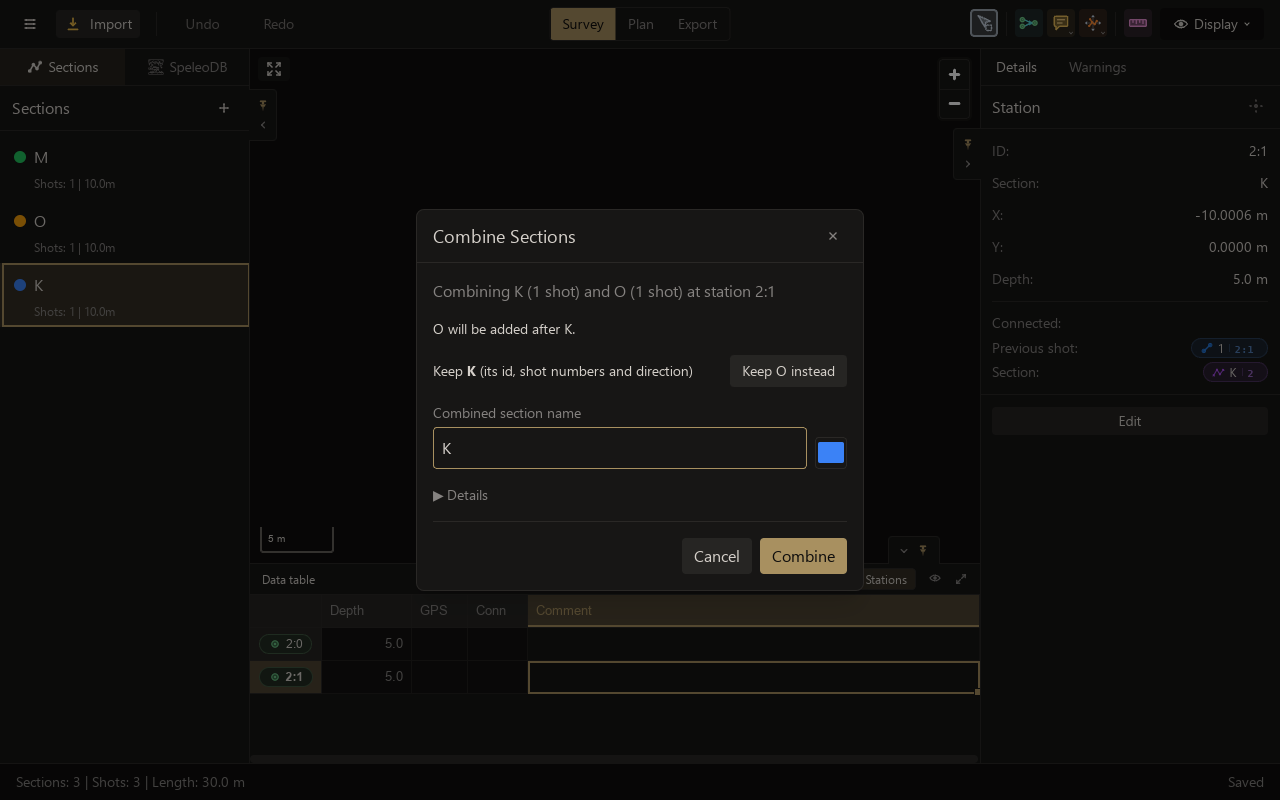 Import
Undo
Redo
Survey
Plan
Export
Display
Sections
SpeleoDB
Details
Warnings
Sections
+
Station
M
Shots: 1 | 10.0m
O
Shots: 1 | 10.0m
K
Shots: 1 | 10.0m
ID: 2:1
Section: K
X: -10.0006 m
Y: 0.0000 m
Depth: 5.0 m
Connected:
Previous shot: 1 | 2:1
Section: K | 2
Edit
Combine Sections
×
Combining K (1 shot) and O (1 shot) at station 2:1
O will be added after K.
Keep K (its id, shot numbers and direction)
Keep O instead
Combined section name
K
▶ Details
Cancel
Combine
5 m
Data table
Stations
Depth
GPS
Conn
Comment
2:0 5.0
2:1 5.0
Sections: 3 | Shots: 3 | Length: 30.0 m
Saved